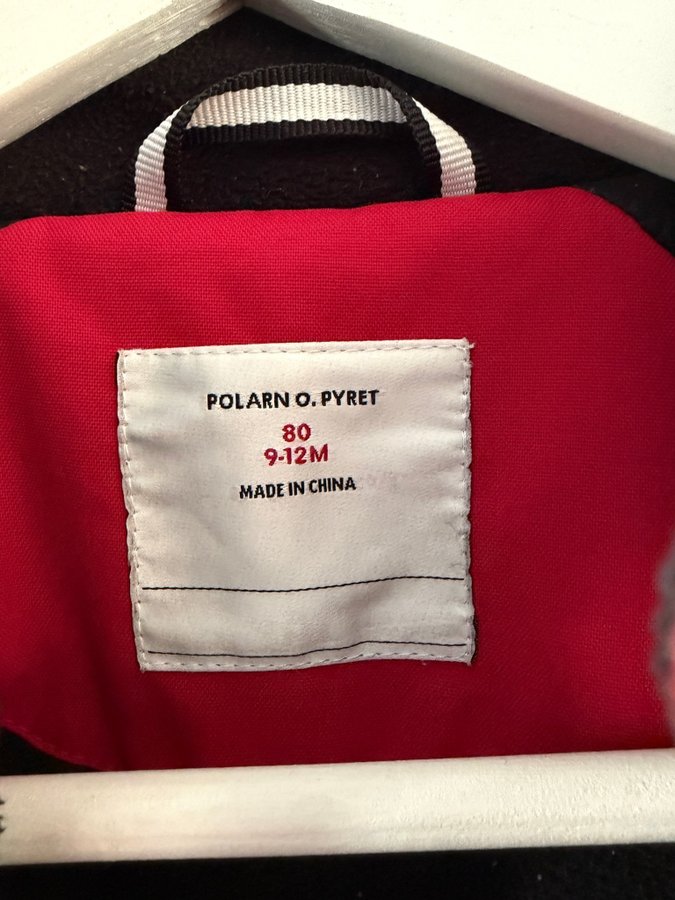 POLARN O. PYRET
80
9-12M
MADE IN CHINA